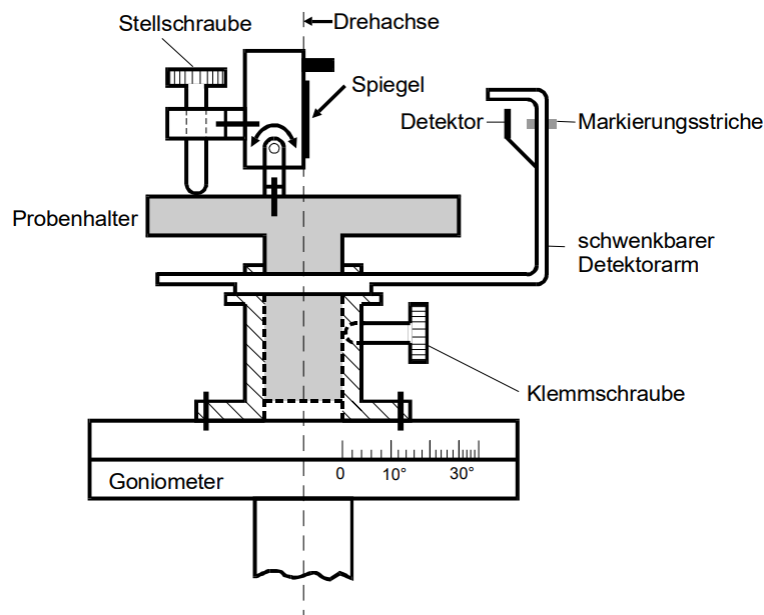 Stellschraube
Drehachse
Spiegel
Detektor
Markierungsstriche
Probenhalter
schwenkbarer
Detektorarm
Klemmschraube
Goniometer
0 10° 30°